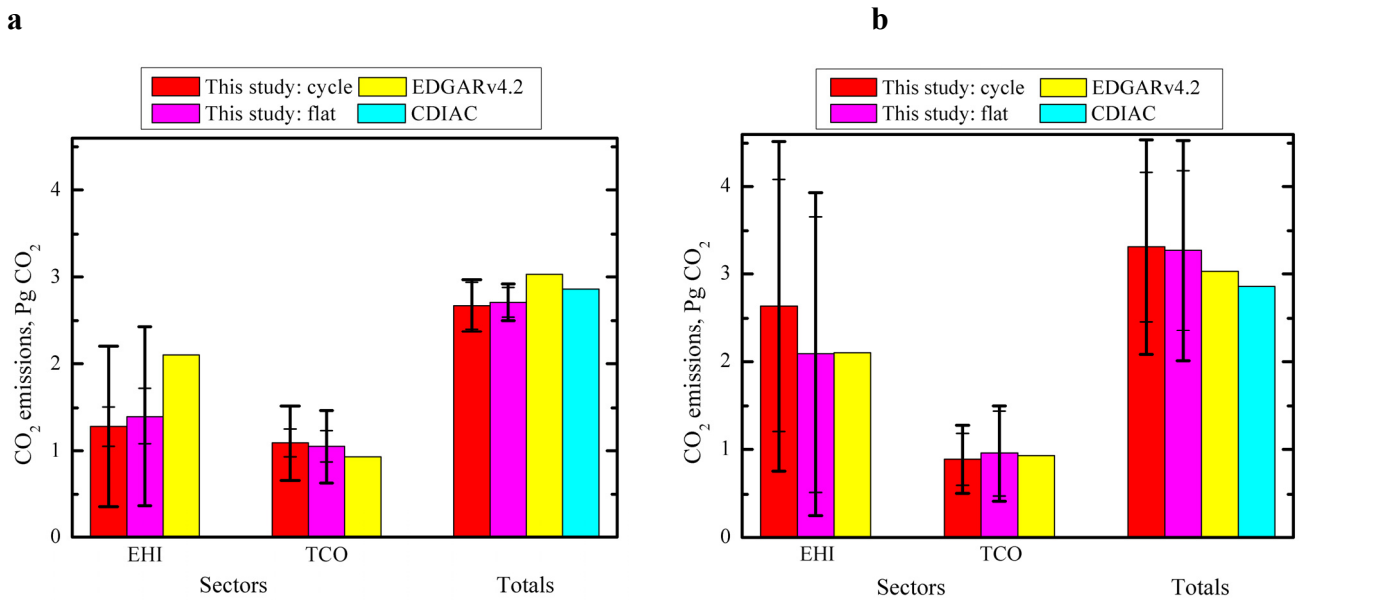 a
This study: cycle
EDGARv4.2
This study: flat
CDIAC
CO2 emissions, Pg CO2
4
3
2
1
0
EHI
TCO
Sectors
Totals
b
This study: cycle
EDGARv4.2
This study: flat
CDIAC
CO2 emissions, Pg CO2
4
3
2
1
0
EHI
TCO
Sectors
Totals